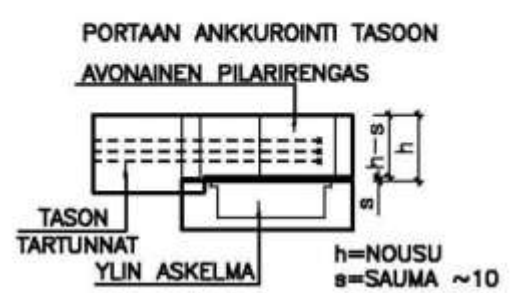 PORTAAN ANKKUROINTI TASOON
AVONAINEN PILARIRENGAS
h-s
h
s
TASON
TARTUNNAT
YLIN ASKELMA
h=NOUSU
s=SAUMA ~10